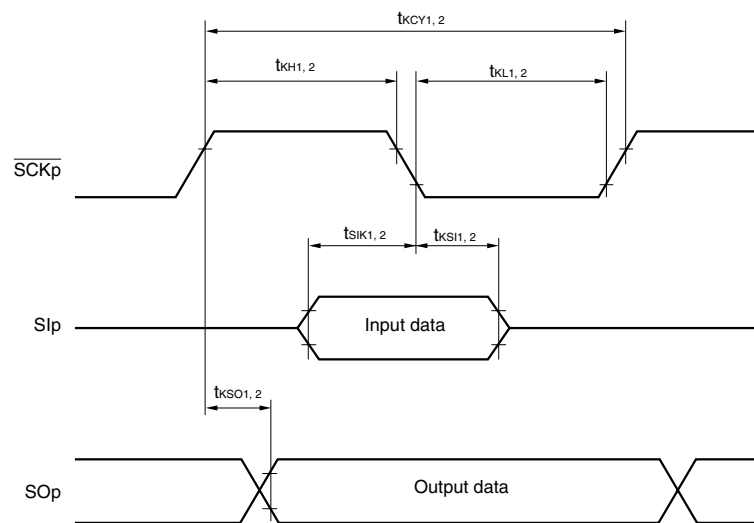 tKCY1, 2
tKH1, 2
tKL1, 2
SCKp
tSIK1, 2
tKSI1, 2
SIp
Input data
tKSO1, 2
SOp
Output data